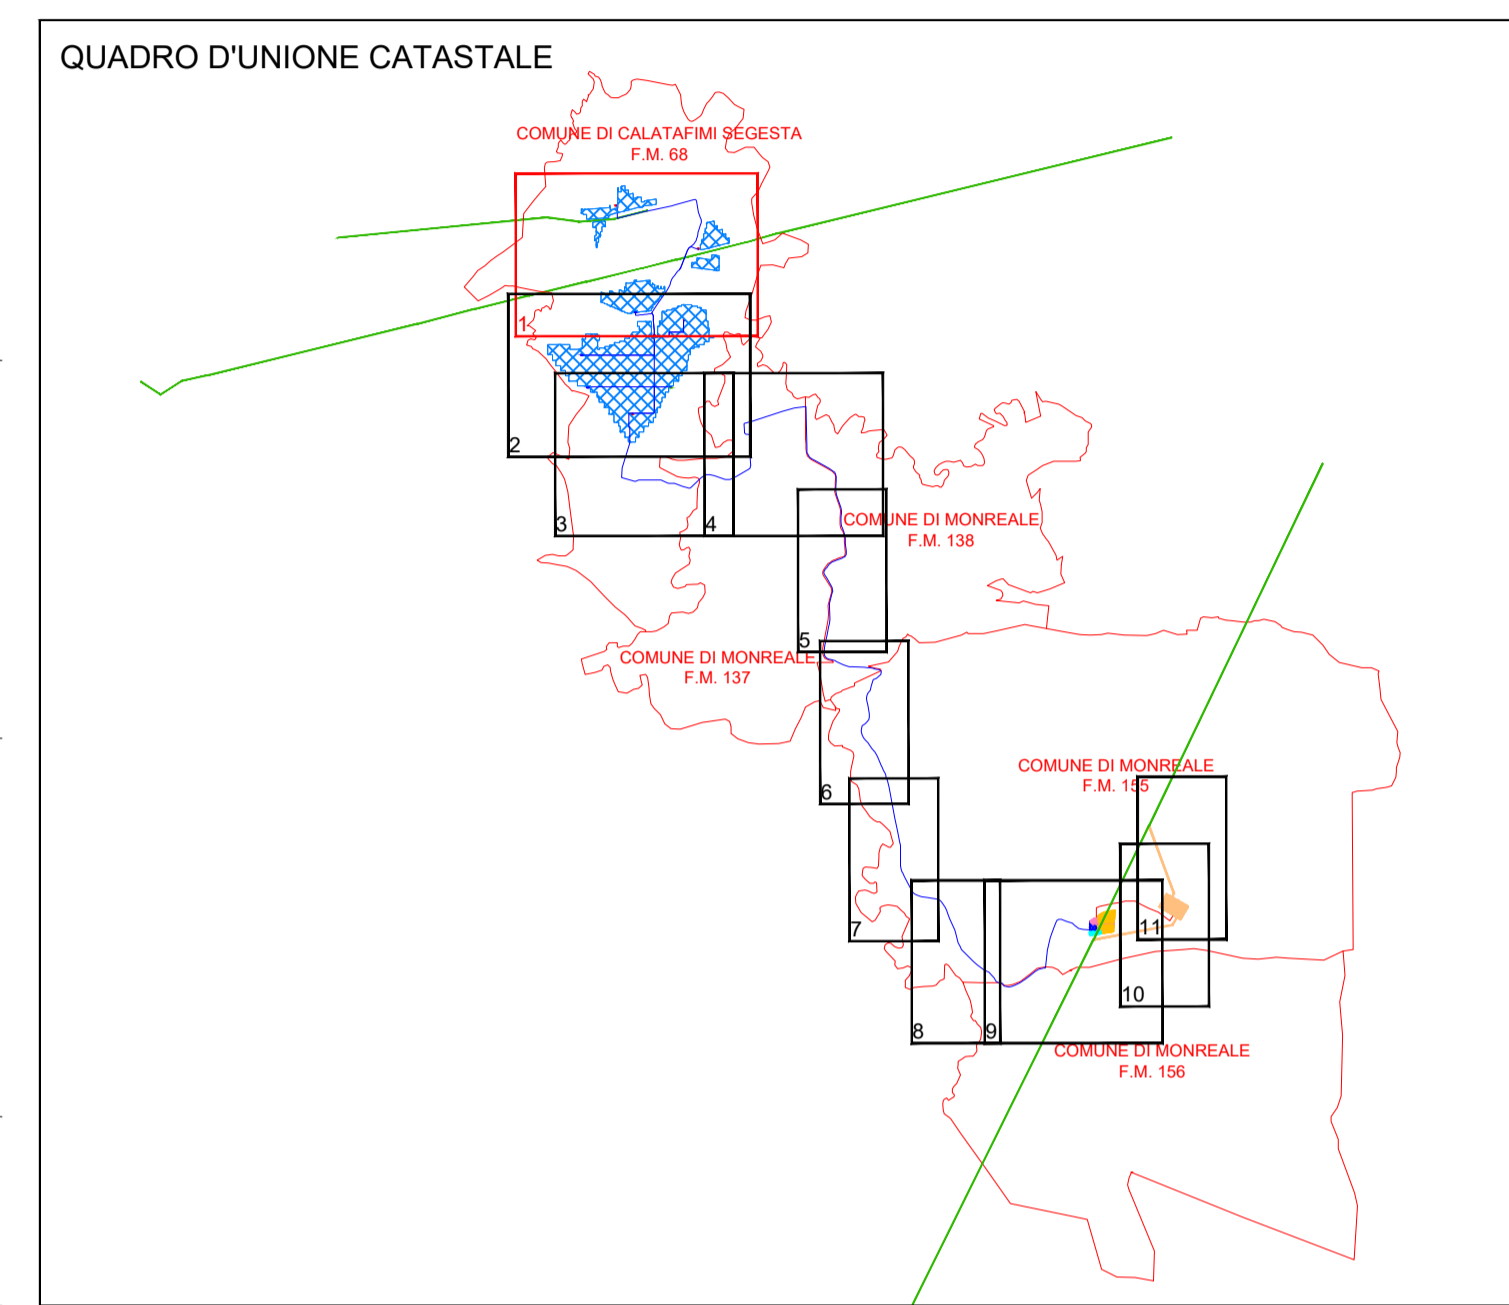 QUADRO D'UNIONE CATASTALE
COMUNE DI CALATAFIMI SEGESTA
F.M. 68
1
2
3
4
COMUNE DI MONREALE
F.M. 138
5
COMUNE DI MONREALE
F.M. 137
6
COMUNE DI MONREALE
F.M. 155
7
11
10
8
9
COMUNE DI MONREALE
F.M. 156